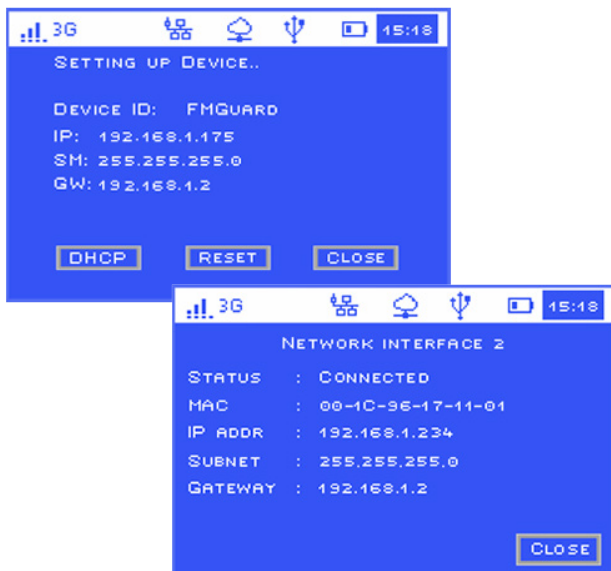 3G 15:18
SETTING UP DEVICE..
DEVICE ID: FMGUARD
IP: 192.168.1.175
SM: 255.255.255.0
GW: 192.168.1.2
DHCP RESET CLOSE
3G 15:18
NETWORK INTERFACE 2
STATUS : CONNECTED
MAC : 00-1C-96-17-11-01
IP ADDR : 192.168.1.234
SUBNET : 255.255.255.0
GATEWAY : 192.168.1.2
CLOSE